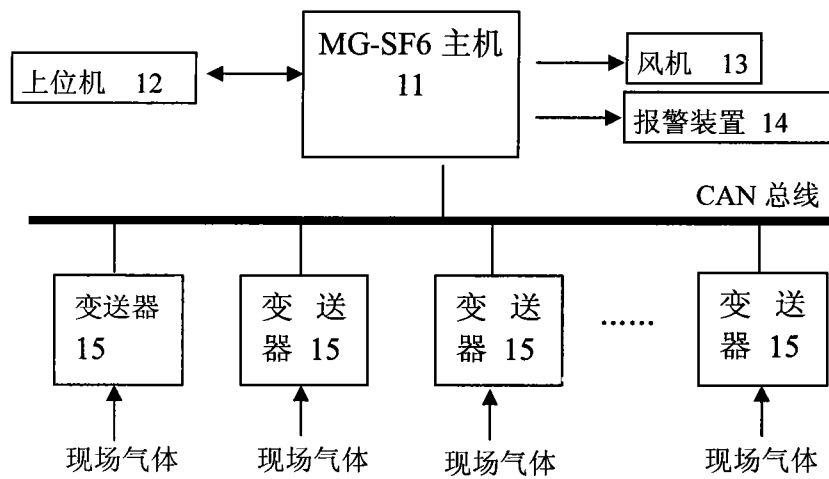 MG-SF6 主机
11
上位机 12
风机 13
报警装置 14
CAN 总线
变送器
15
变 送
器 15
变 送
器 15
……
变 送
器 15
现场气体
现场气体
现场气体
现场气体